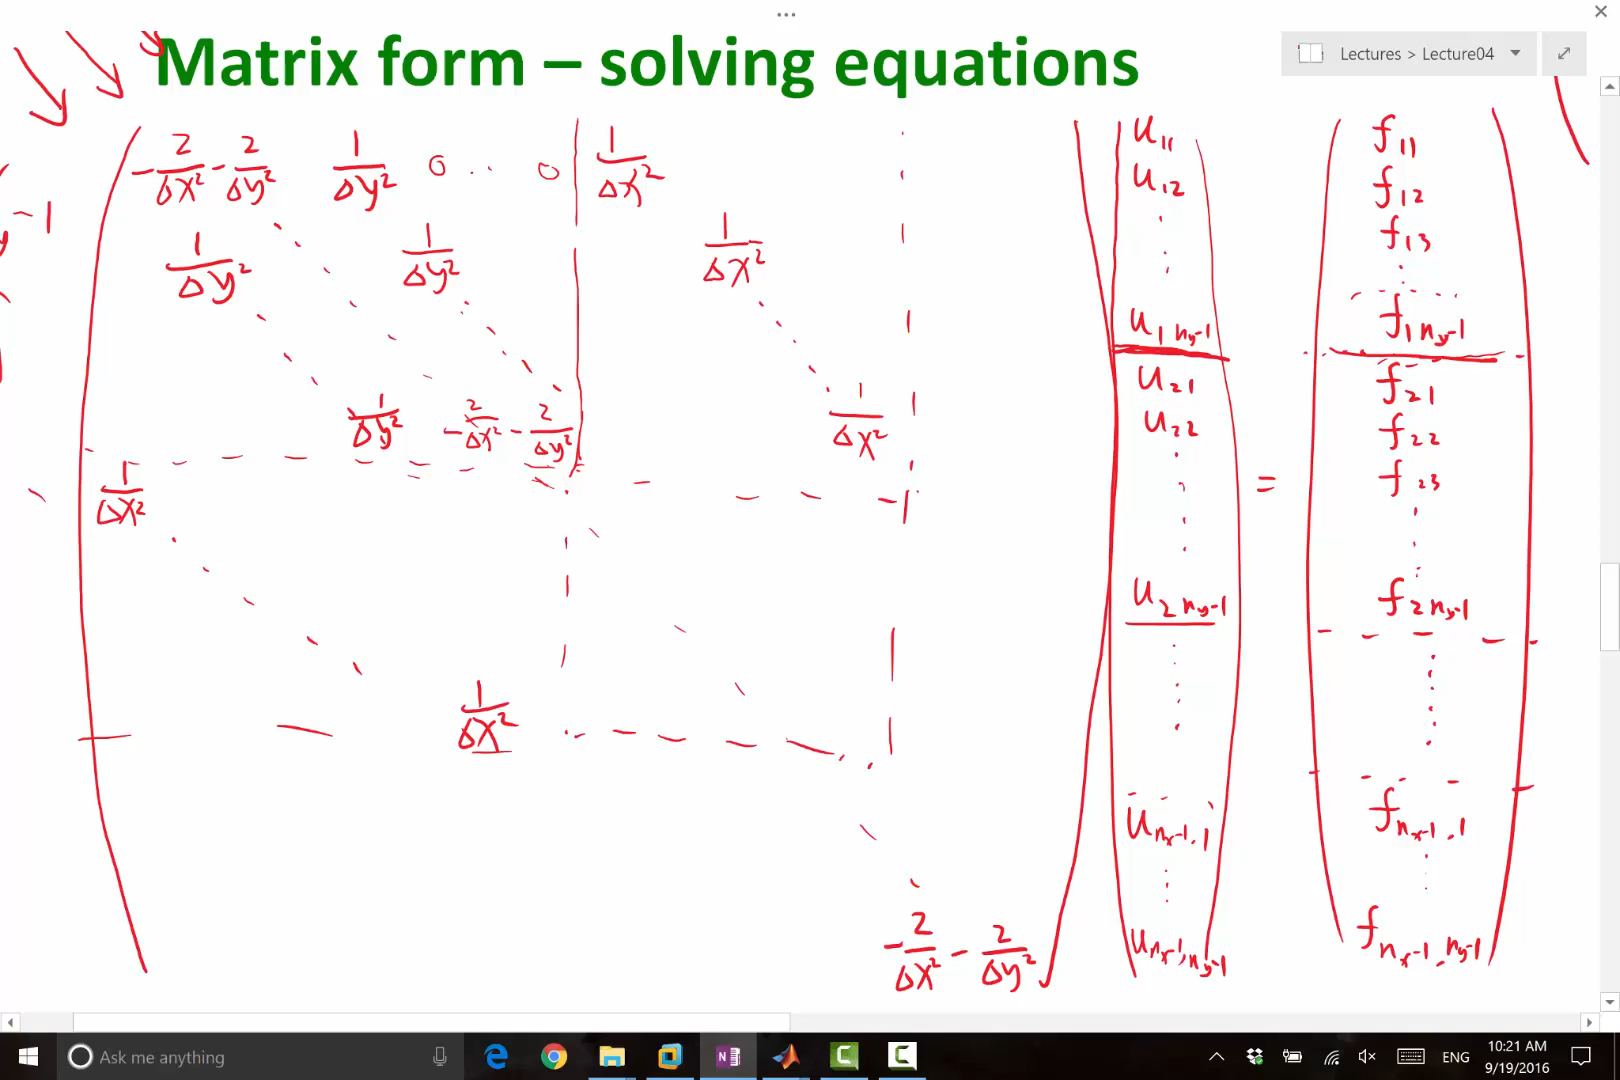 Matrix form – solving equations
Lectures > Lecture04
-2/Δx² - 2/Δy² 1/Δy² 0 .. 0 1/Δx²
1/Δy² 1/Δy² 1/Δx²
1/Δy² -2/Δx² - 2/Δy² 1/Δx²
1/Δx²
1/Δx²
-2/Δx² - 2/Δy²
u11
u12
u1 ny-1
u21
u22
u2 ny-1
unx-1,1
unx-1,ny-1
=
f11
f12
f13
f1 ny-1
f21
f22
f23
f2 ny-1
fnx-1,1
fnx-1,ny-1
y-1
Ask me anything
N
C
C
ENG
10:21 AM
9/19/2016